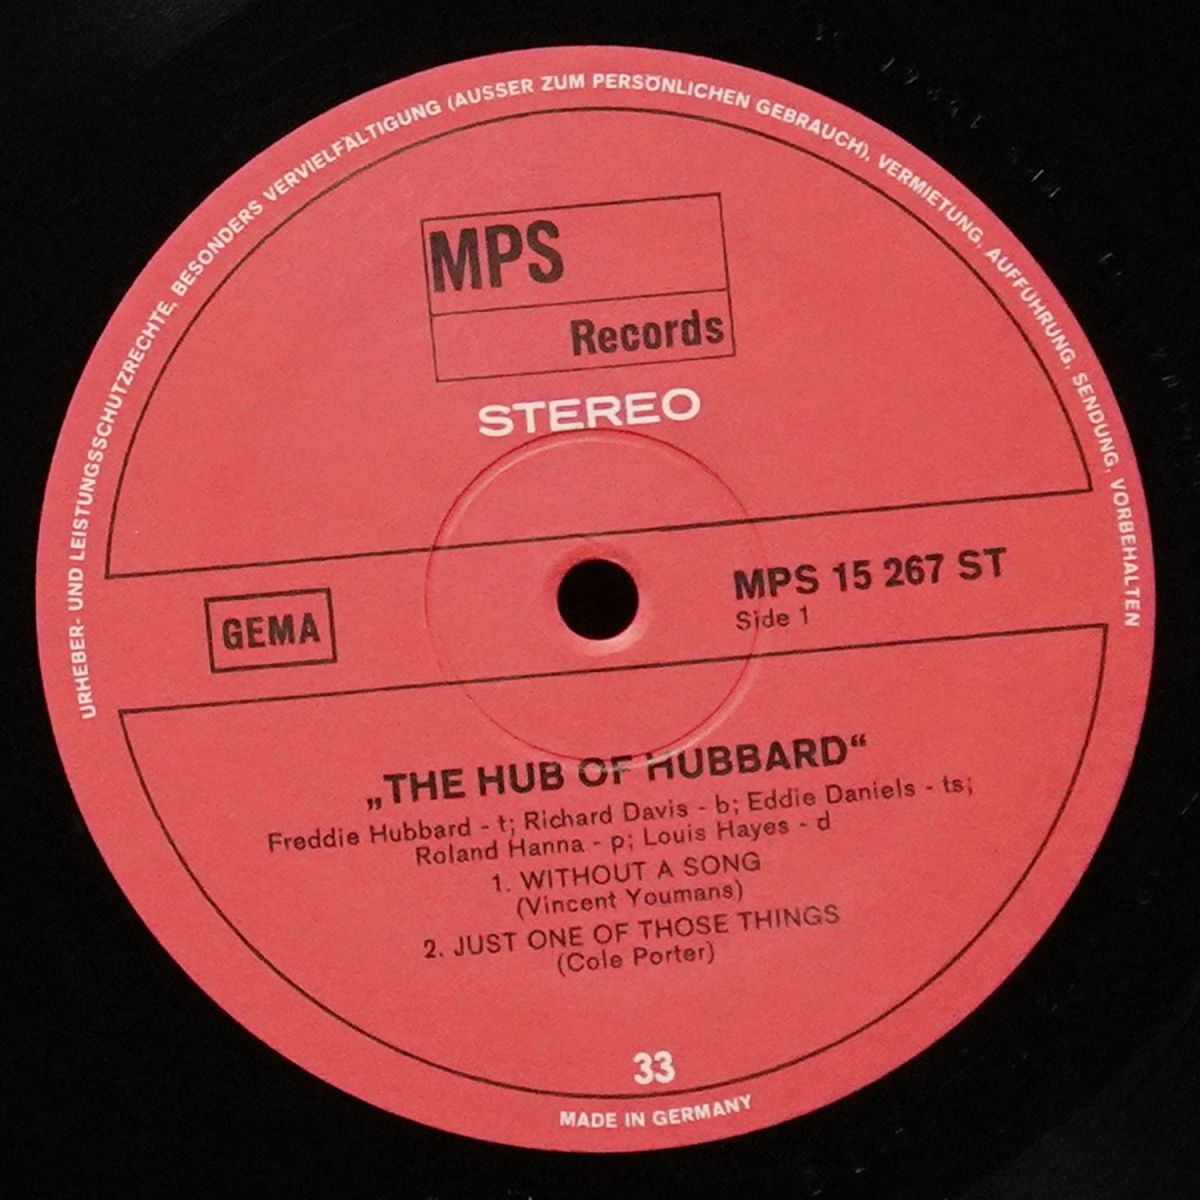 URHEBER- UND LEISTUNGSSCHUTZRECHTE, BESONDERS VERVIELFÄLTIGUNG (AUSSER ZUM PERSÖNLICHEN GEBRAUCH), VERMIETUNG, AUFFÜHRUNG, SENDUNG, VORBEHALTEN
MPS
Records
STEREO
GEMA
MPS 15 267 ST
Side 1
„THE HUB OF HUBBARD“
Freddie Hubbard - t; Richard Davis - b; Eddie Daniels - ts;
Roland Hanna - p; Louis Hayes - d
1. WITHOUT A SONG
(Vincent Youmans)
2. JUST ONE OF THOSE THINGS
(Cole Porter)
33
MADE IN GERMANY